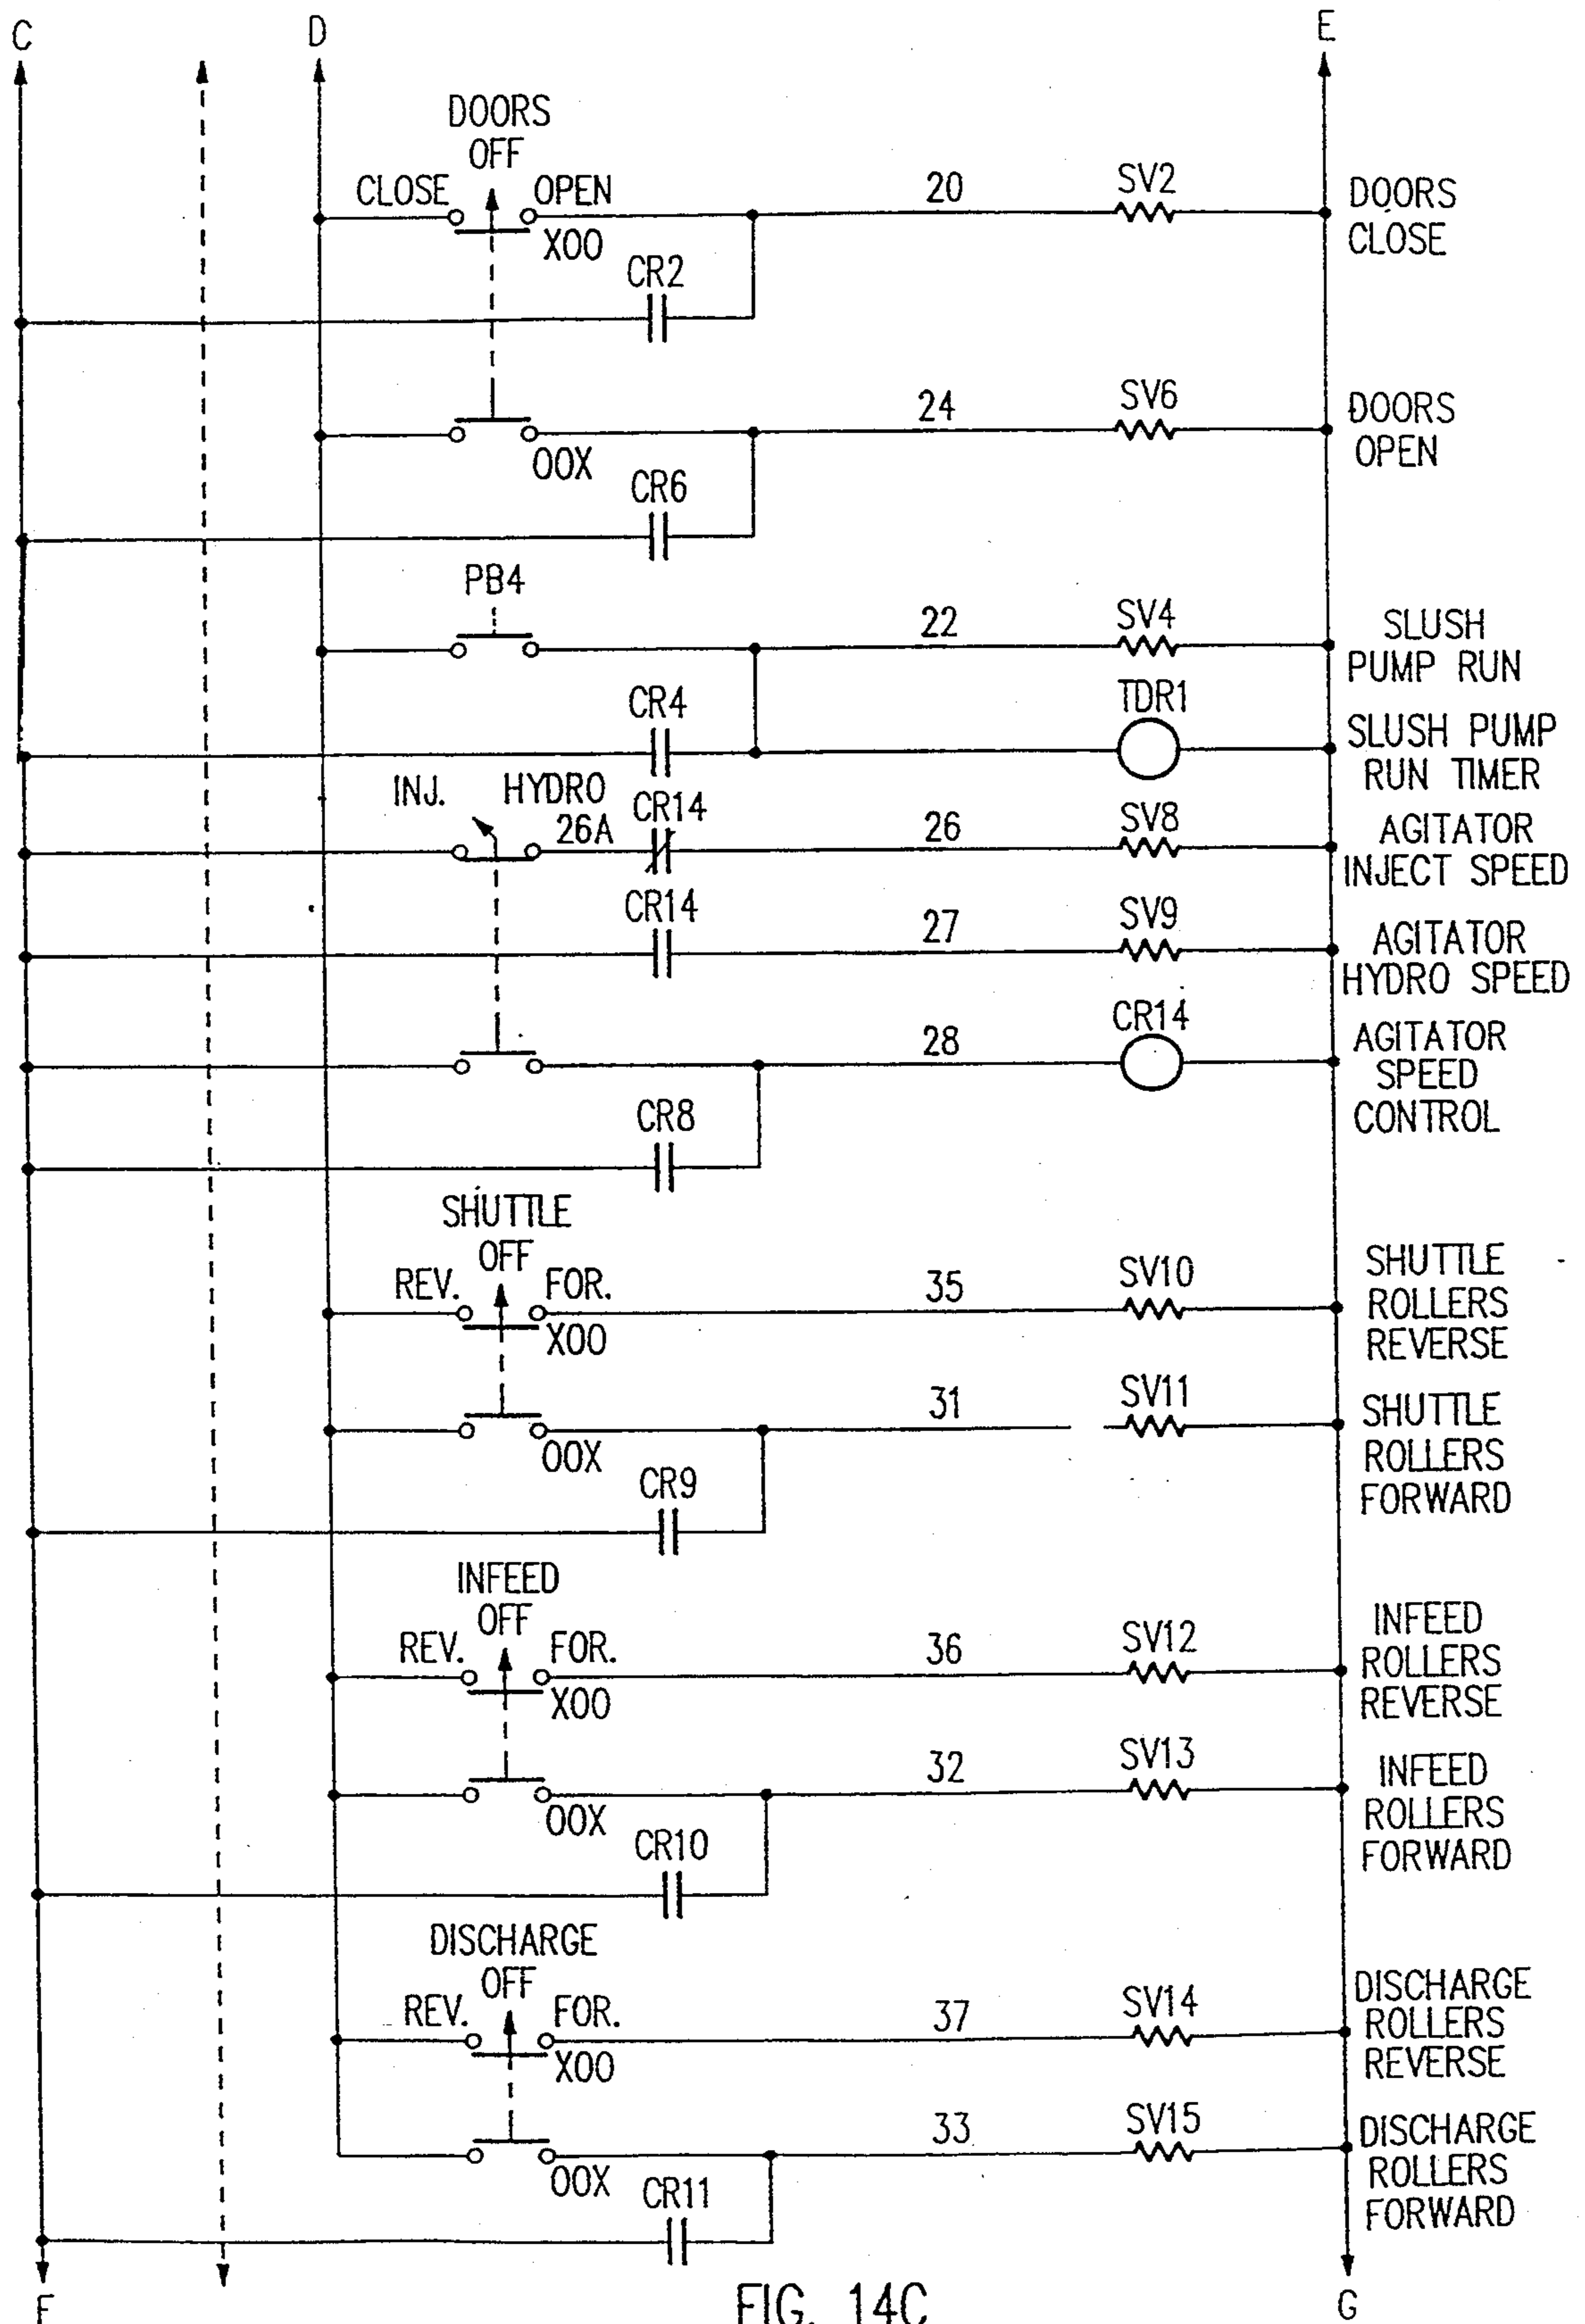 C
D
E
DOORS
OFF
CLOSE
OPEN
X00
20
SV2
DOORS
CLOSE
CR2
24
SV6
DOORS
OPEN
00X
CR6
PB4
22
SV4
SLUSH
PUMP RUN
CR4
TDR1
SLUSH PUMP
RUN TIMER
INJ.
HYDRO
26A
CR14
26
SV8
AGITATOR
INJECT SPEED
CR14
27
SV9
AGITATOR
HYDRO SPEED
28
CR14
AGITATOR
SPEED
CONTROL
CR8
SHUTTLE
OFF
REV.
FOR.
X00
35
SV10
SHUTTLE
ROLLERS
REVERSE
31
SV11
SHUTTLE
ROLLERS
FORWARD
00X
CR9
INFEED
OFF
REV.
FOR.
X00
36
SV12
INFEED
ROLLERS
REVERSE
32
SV13
INFEED
ROLLERS
FORWARD
00X
CR10
DISCHARGE
OFF
REV.
FOR.
X00
37
SV14
DISCHARGE
ROLLERS
REVERSE
33
SV15
DISCHARGE
ROLLERS
FORWARD
00X
CR11
F
G
FIG. 14C